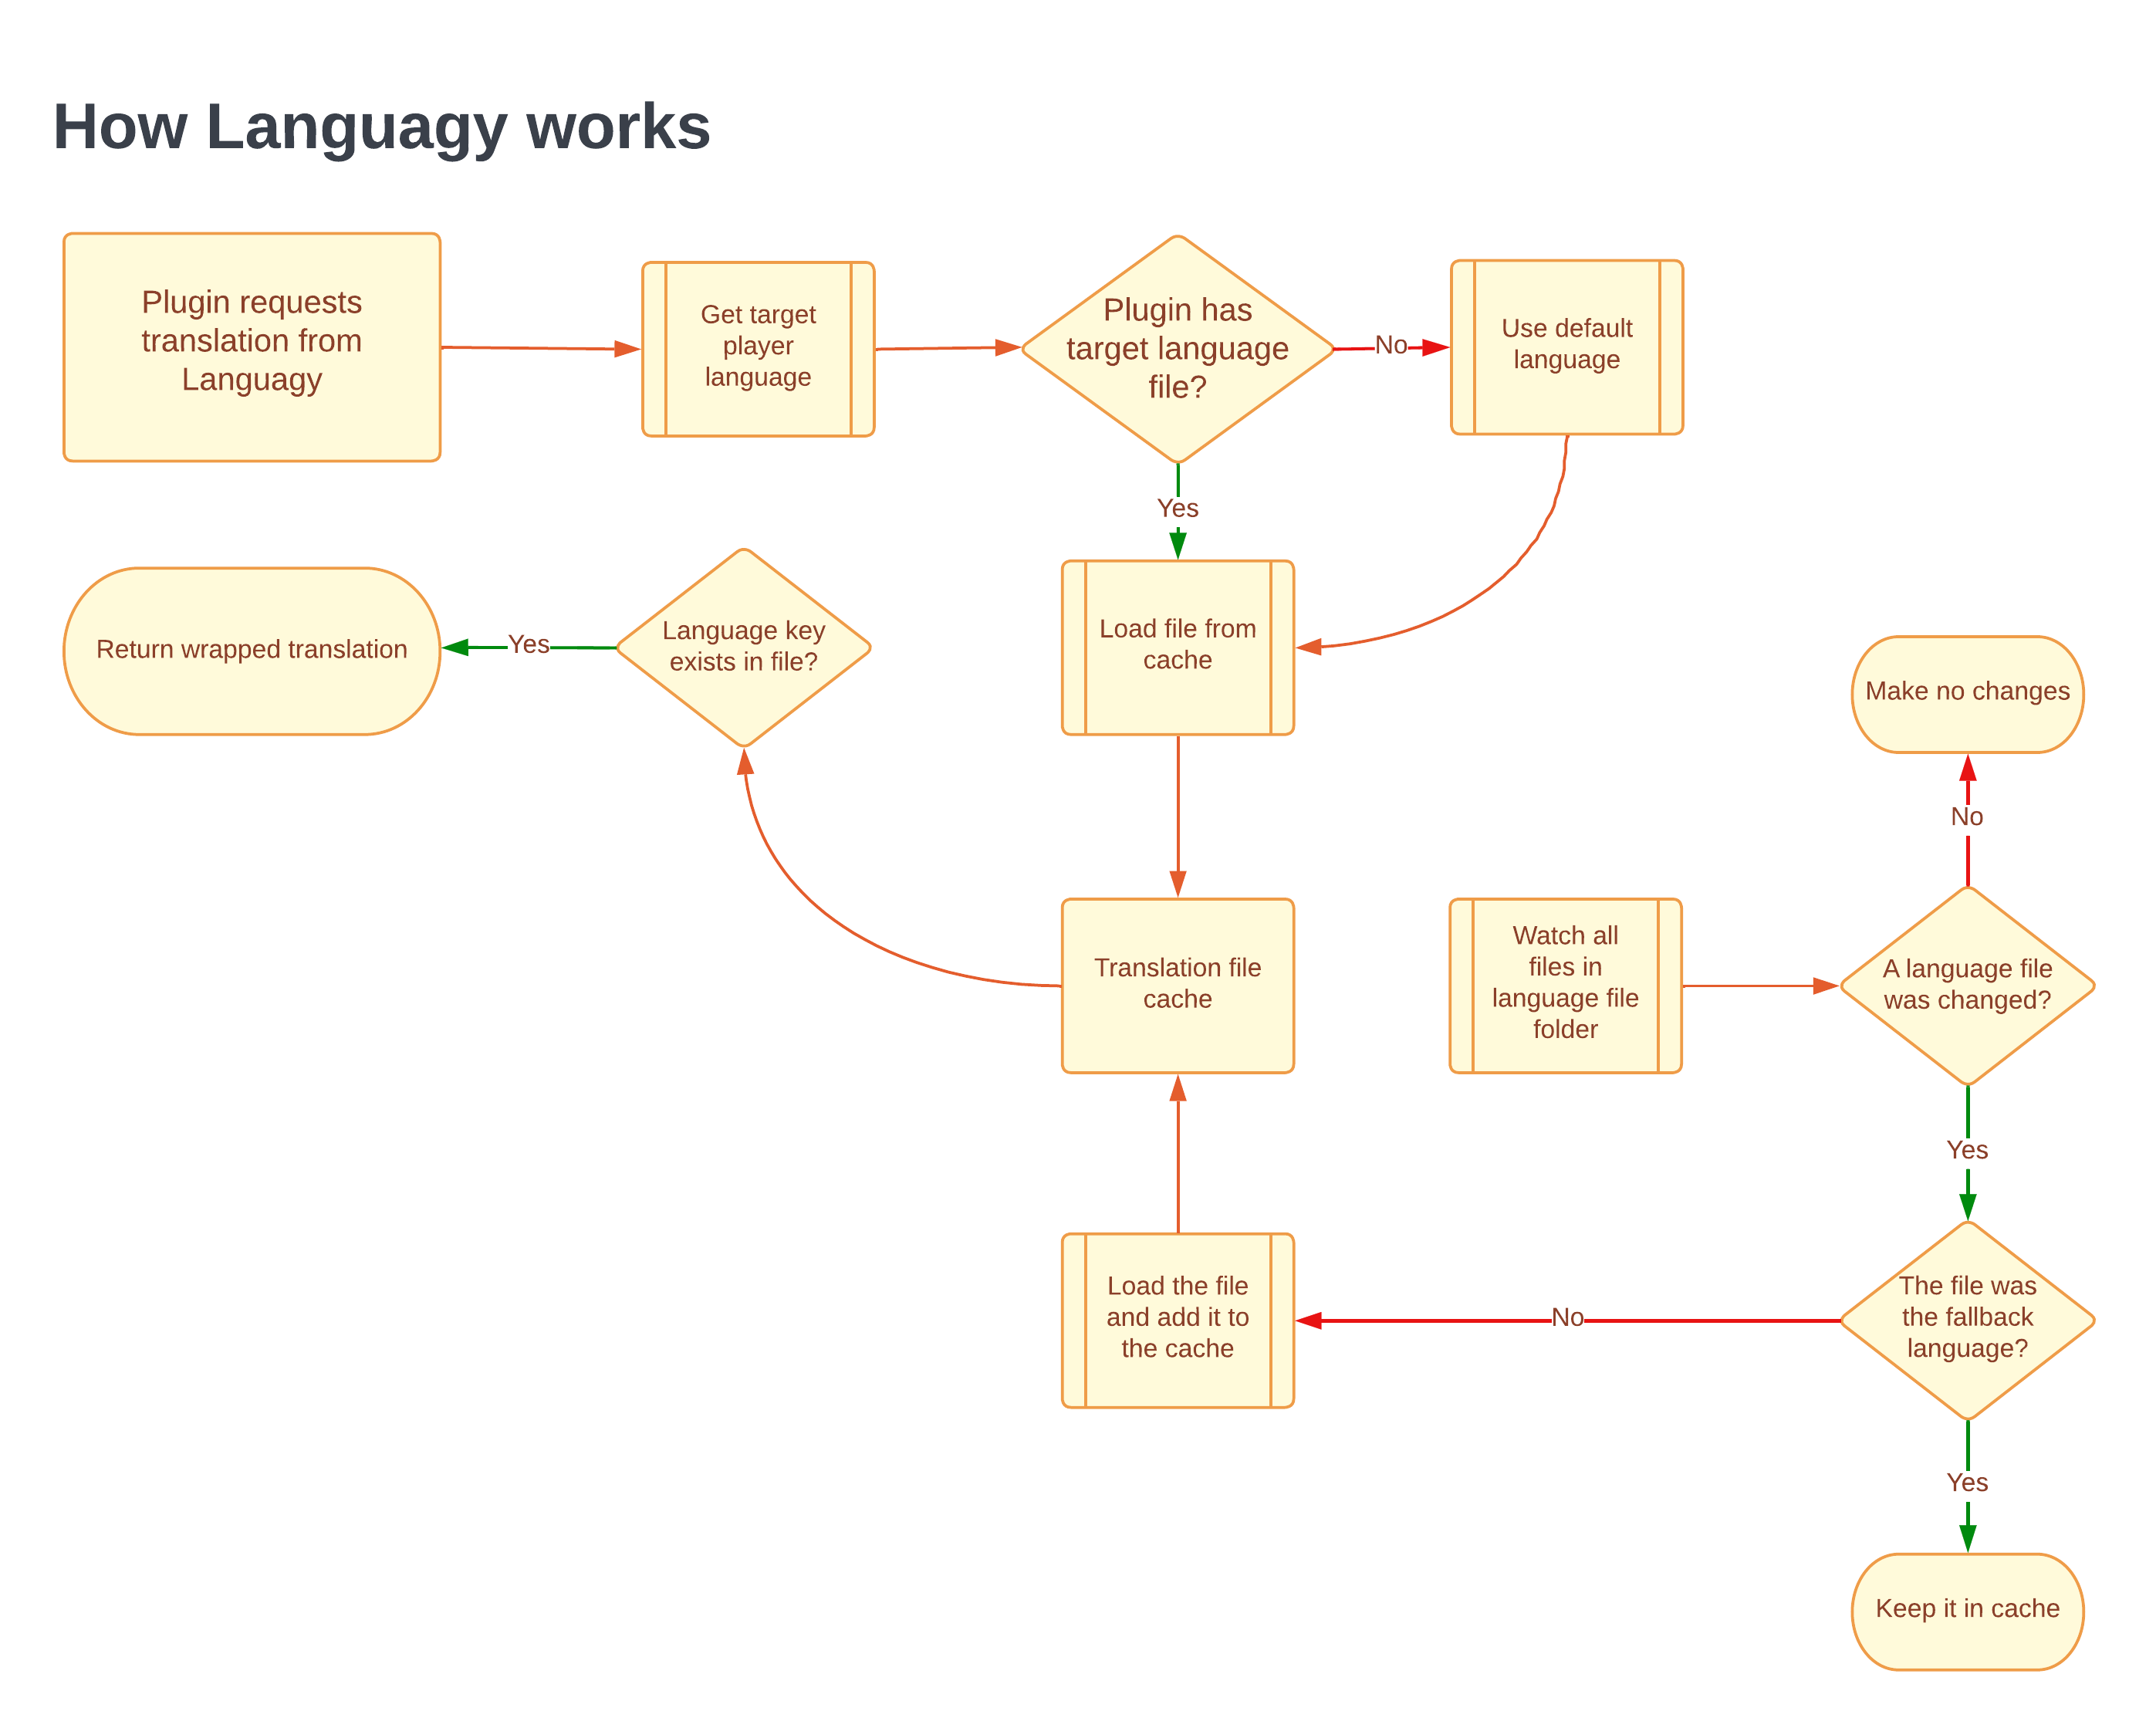 How Languagy works
Plugin requests
translation from
Languagy
Get target
player
language
Plugin has
target language
file?
No
Use default
language
Yes
Return wrapped translation
Yes
Language key
exists in file?
Load file from
cache
Make no changes
No
Translation file
cache
Watch all
files in
language file
folder
A language file
was changed?
Yes
Load the file
and add it to
the cache
No
The file was
the fallback
language?
Yes
Keep it in cache